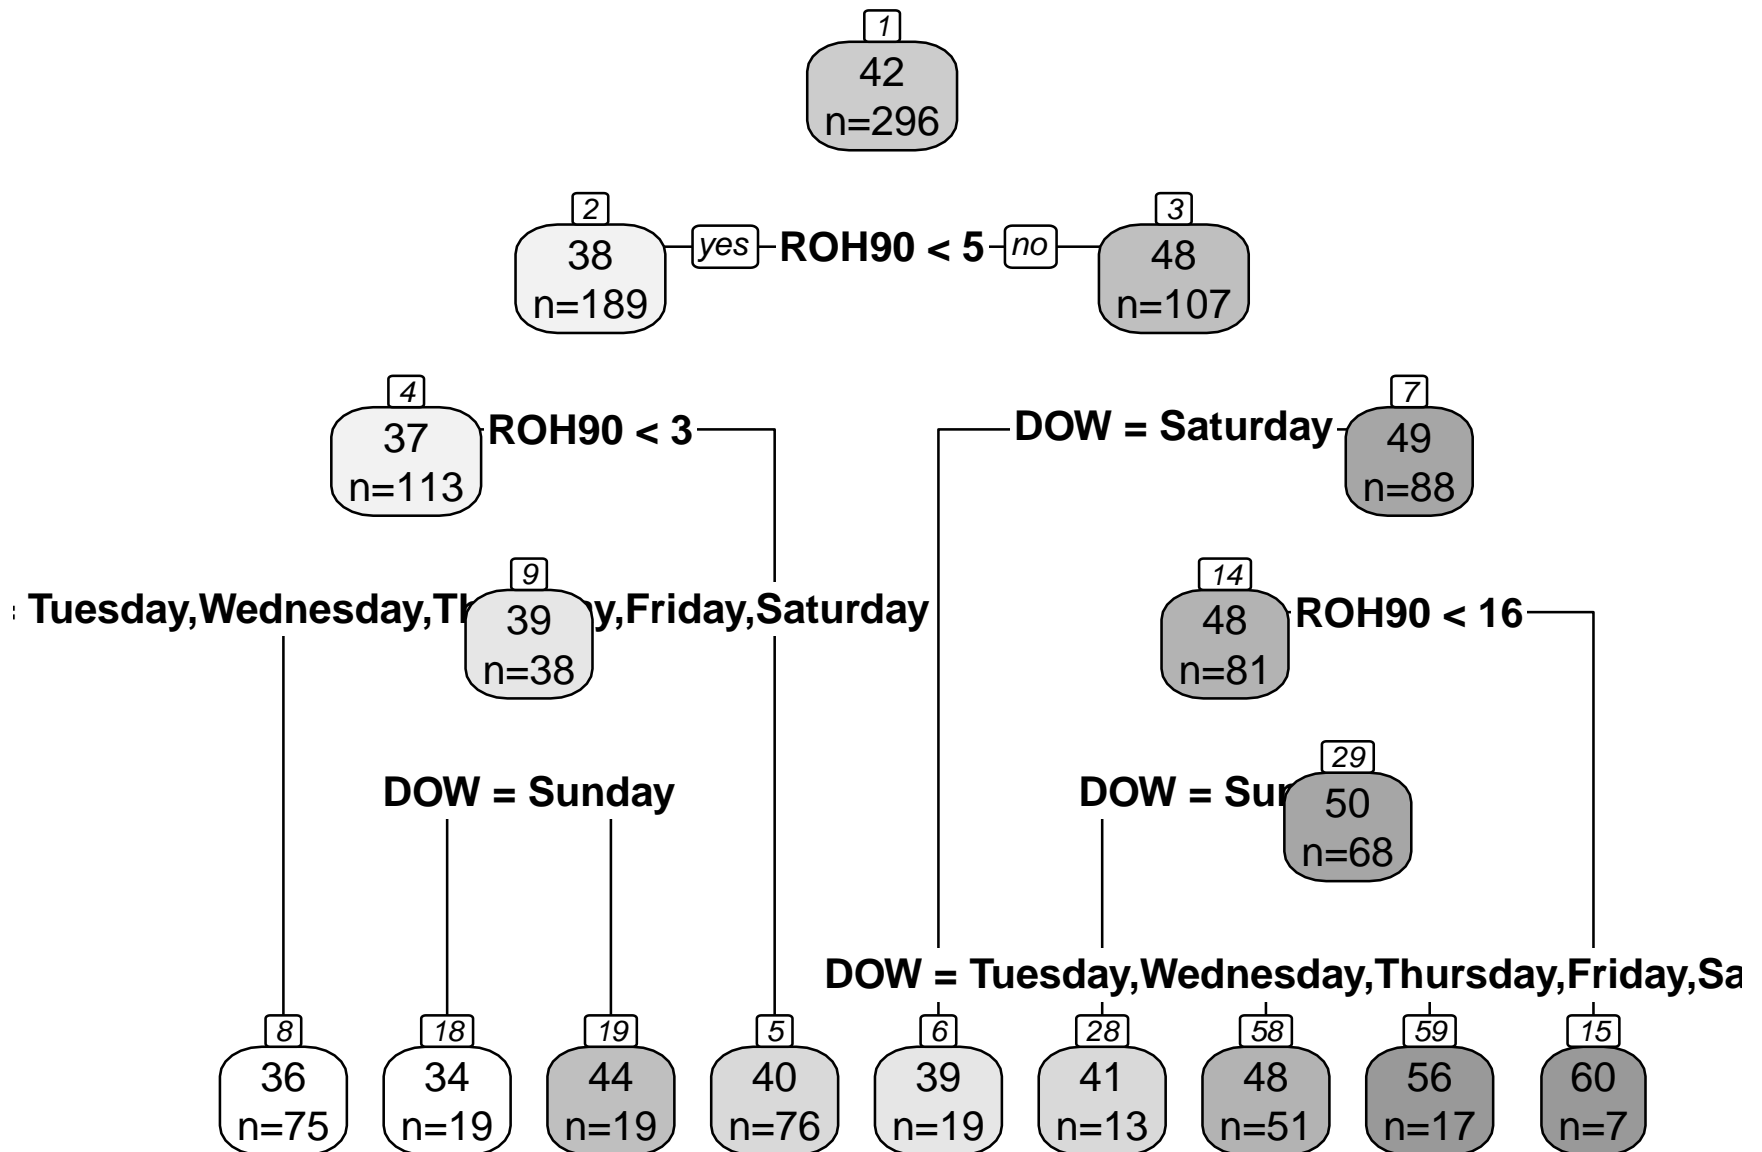 1
42
n=296
2
38
n=189
yes
ROH90 < 5
no
3
48
n=107
4
37
n=113
ROH90 < 3
DOW = Saturday
7
49
n=88
Tuesday,Wednesday, y,Friday,Saturday
9
39
n=38
14
48
n=81
ROH90 < 16
DOW = Sunday
DOW =
29
50
n=68
DOW = Tuesday,Wednesday,Thursday,Friday,Sa
8
36
n=75
18
34
n=19
19
44
n=19
5
40
n=76
6
39
n=19
28
41
n=13
58
48
n=51
59
56
n=17
15
60
n=7